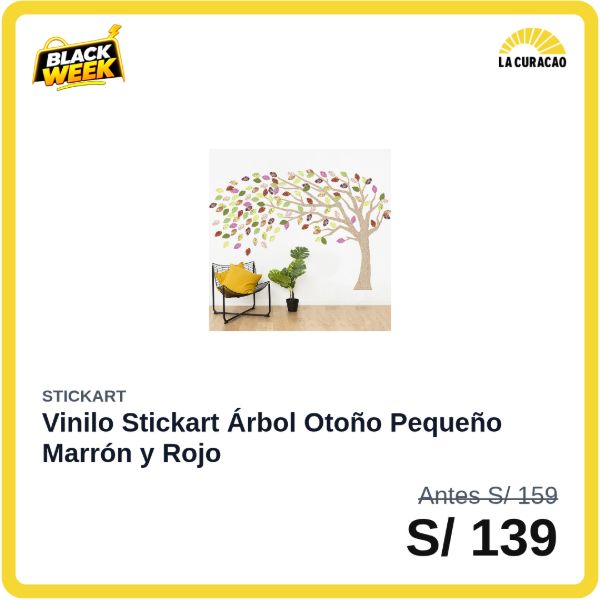 BLACK
WEEK
LA CURACAO
STICKART
Vinilo Stickart Árbol Otoño Pequeño
Marrón y Rojo
Antes S/ 159
S/ 139